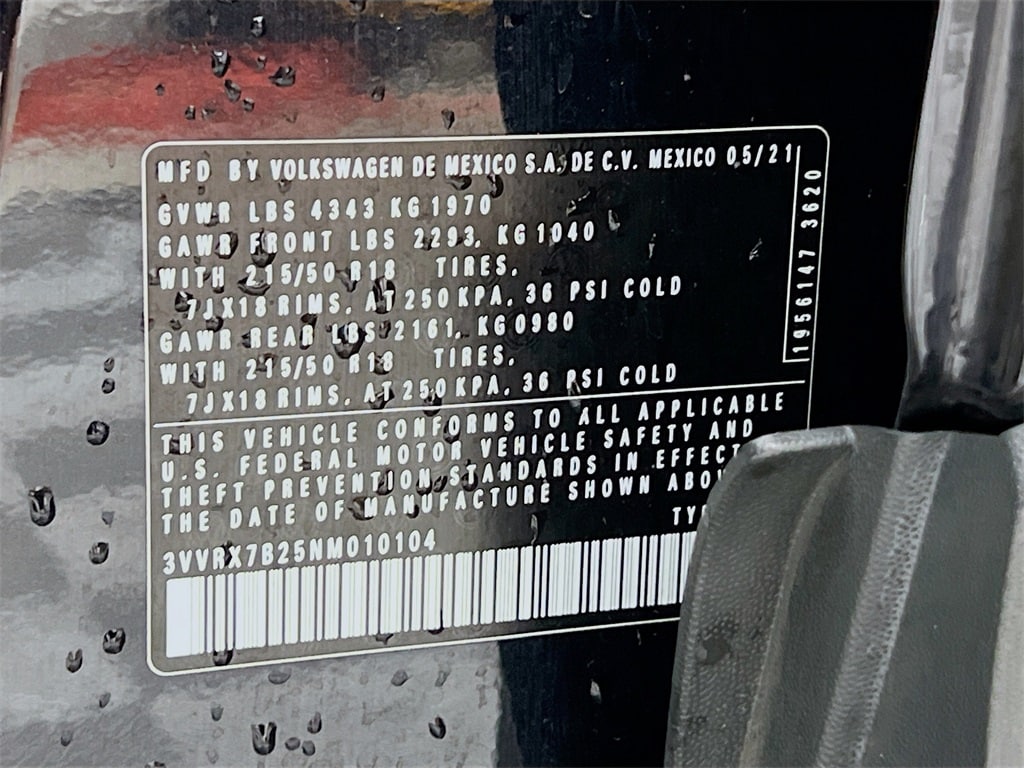 MFD BY VOLKSWAGEN DE MEXICO S.A. DE C.V. MEXICO 05/21
GVWR LBS 4343 KG 1970
GAWR FRONT LBS 2293, KG 1040
WITH 215/50 R18 TIRES,
7JX18 RIMS, AT 250 KPA, 36 PSI COLD
GAWR REAR LBS 2161, KG 0980
WITH 215/50 R18 TIRES,
7JX18 RIMS, AT 250 KPA, 36 PSI COLD
1956147 3620
THIS VEHICLE CONFORMS TO ALL APPLICABLE
U.S. FEDERAL MOTOR VEHICLE SAFETY AND
THEFT PREVENTION STANDARDS IN EFFECT
THE DATE OF MANUFACTURE SHOWN
3VVRX7B25NM010104